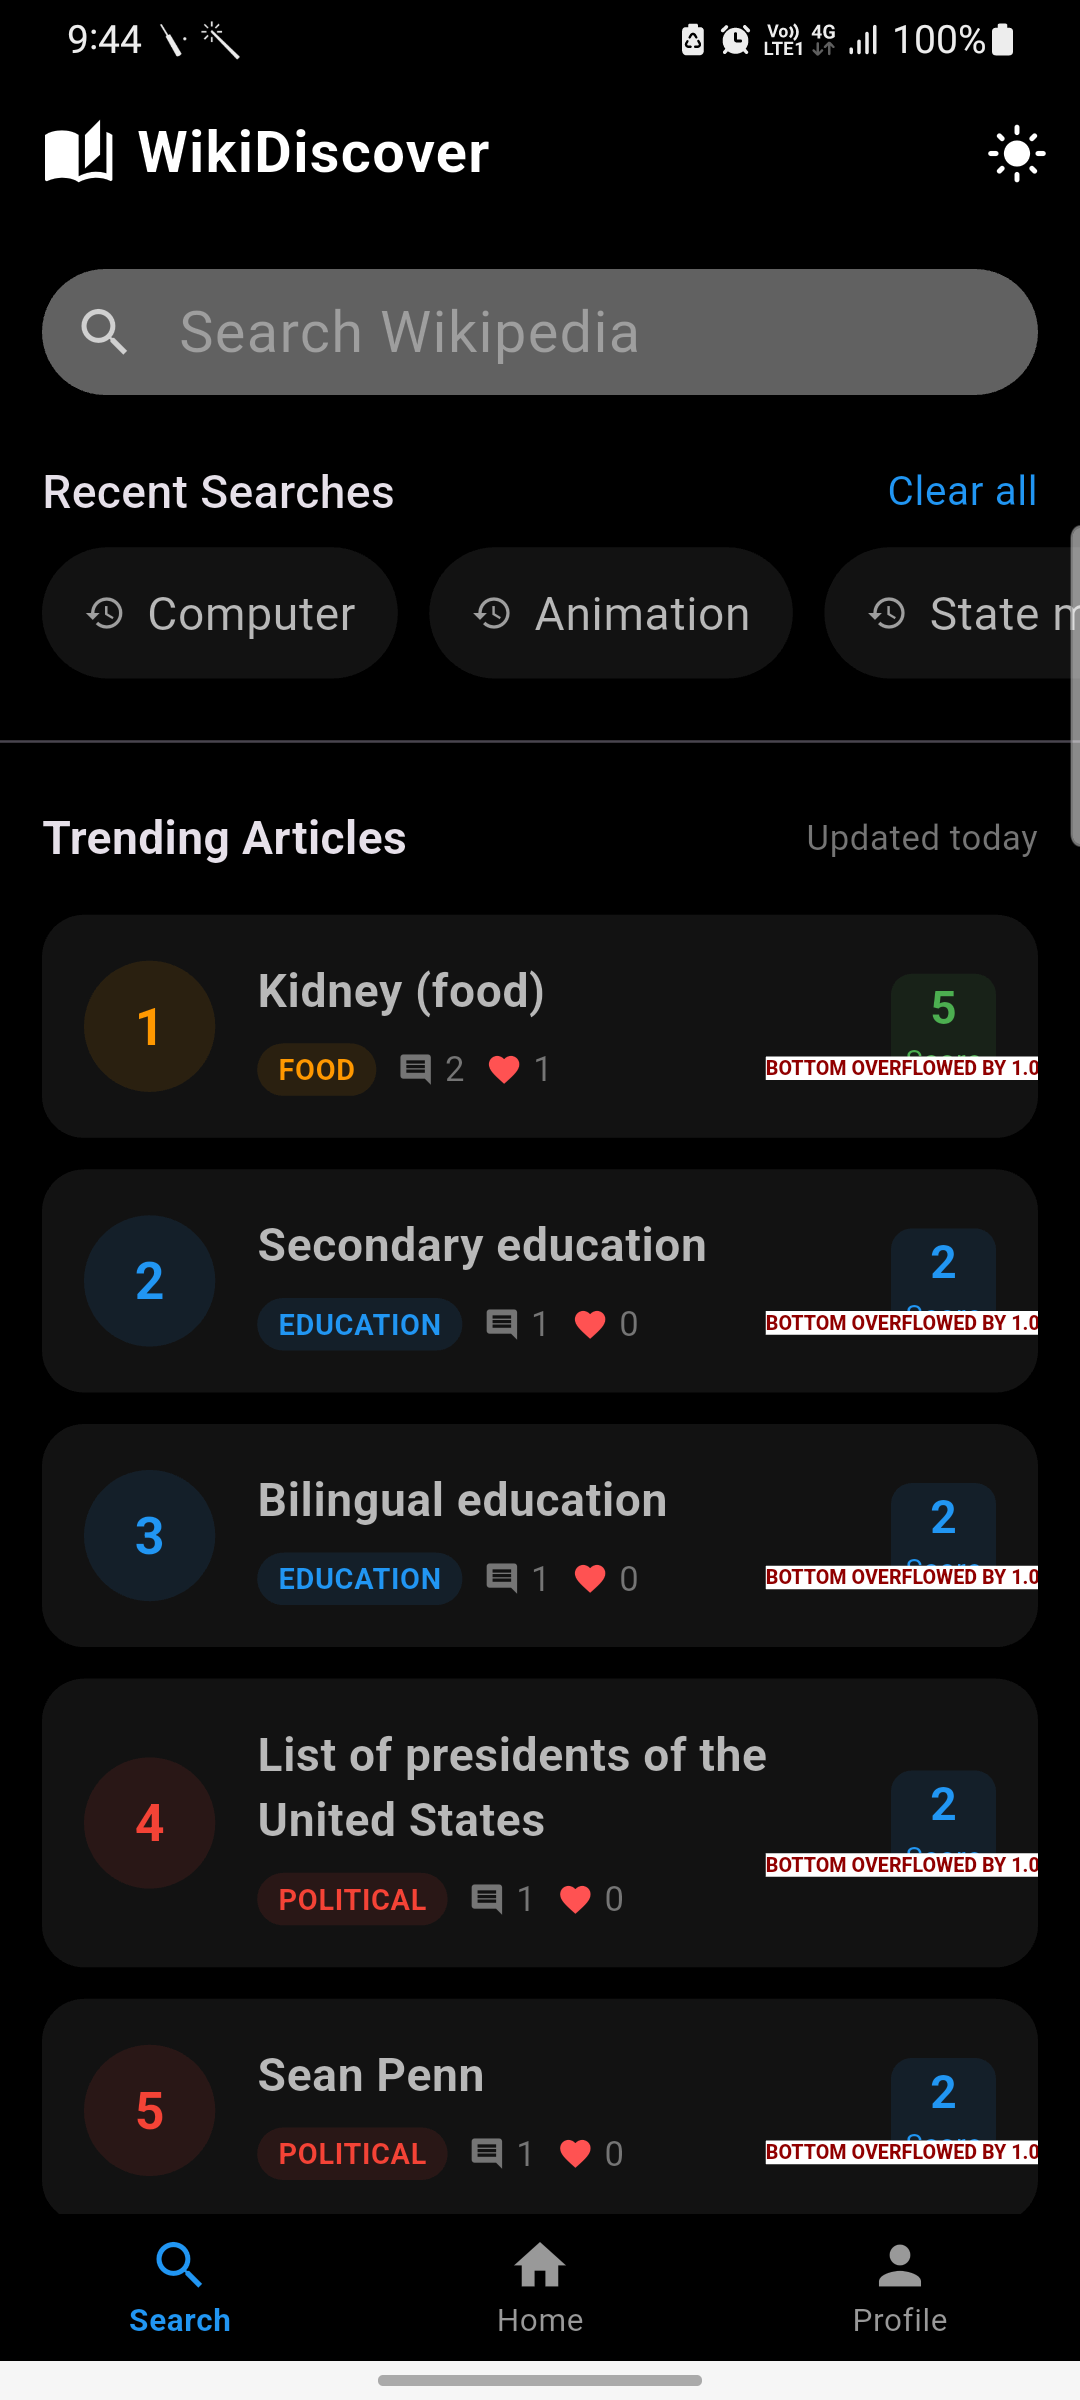 9:44
Vo)) LTE1 4G 100%
WikiDiscover
Search Wikipedia
Recent Searches
Clear all
Computer
Animation
State
Trending Articles
Updated today
1
Kidney (food)
FOOD 2 1
5
BOTTOM OVERFLOWED BY 1.0
2
Secondary education
EDUCATION 1 0
2
BOTTOM OVERFLOWED BY 1.0
3
Bilingual education
EDUCATION 1 0
2
BOTTOM OVERFLOWED BY 1.0
4
List of presidents of the
United States
POLITICAL 1 0
2
BOTTOM OVERFLOWED BY 1.0
5
Sean Penn
POLITICAL 1 0
2
BOTTOM OVERFLOWED BY 1.0
Search
Home
Profile